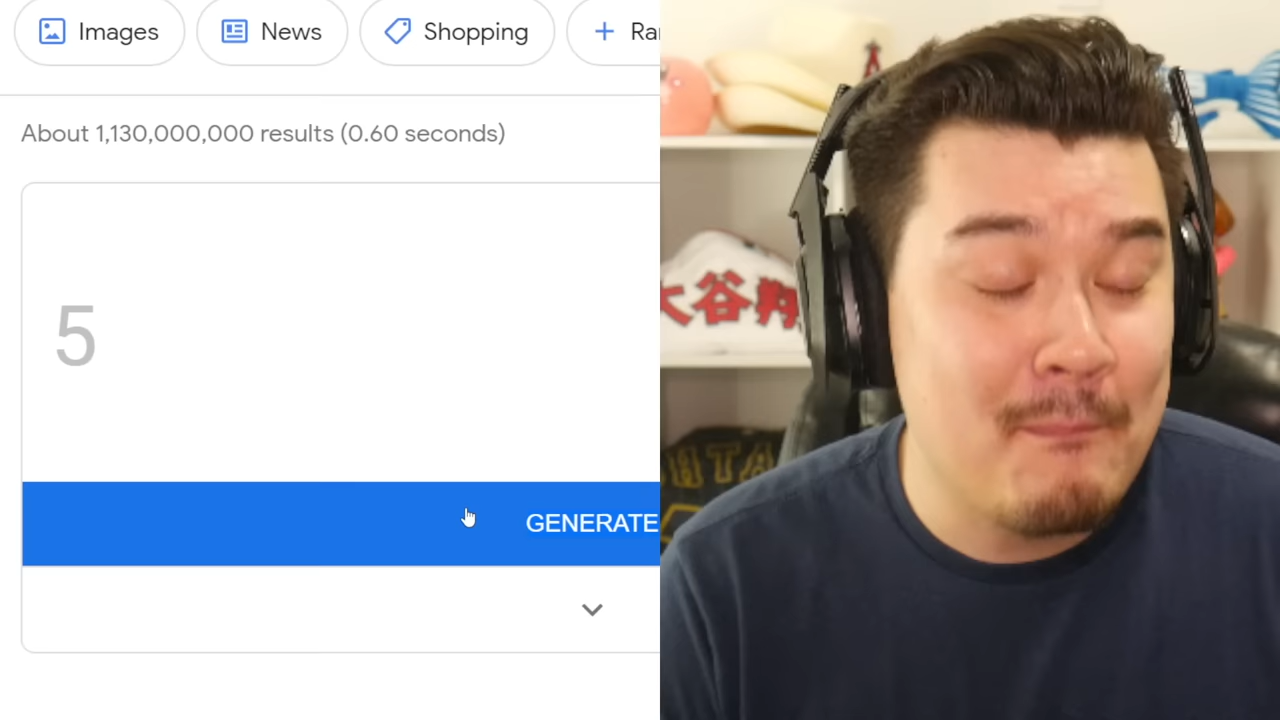 Images
News
Shopping
Ra
About 1,130,000,000 results (0.60 seconds)
5
GENERATE
大谷翔